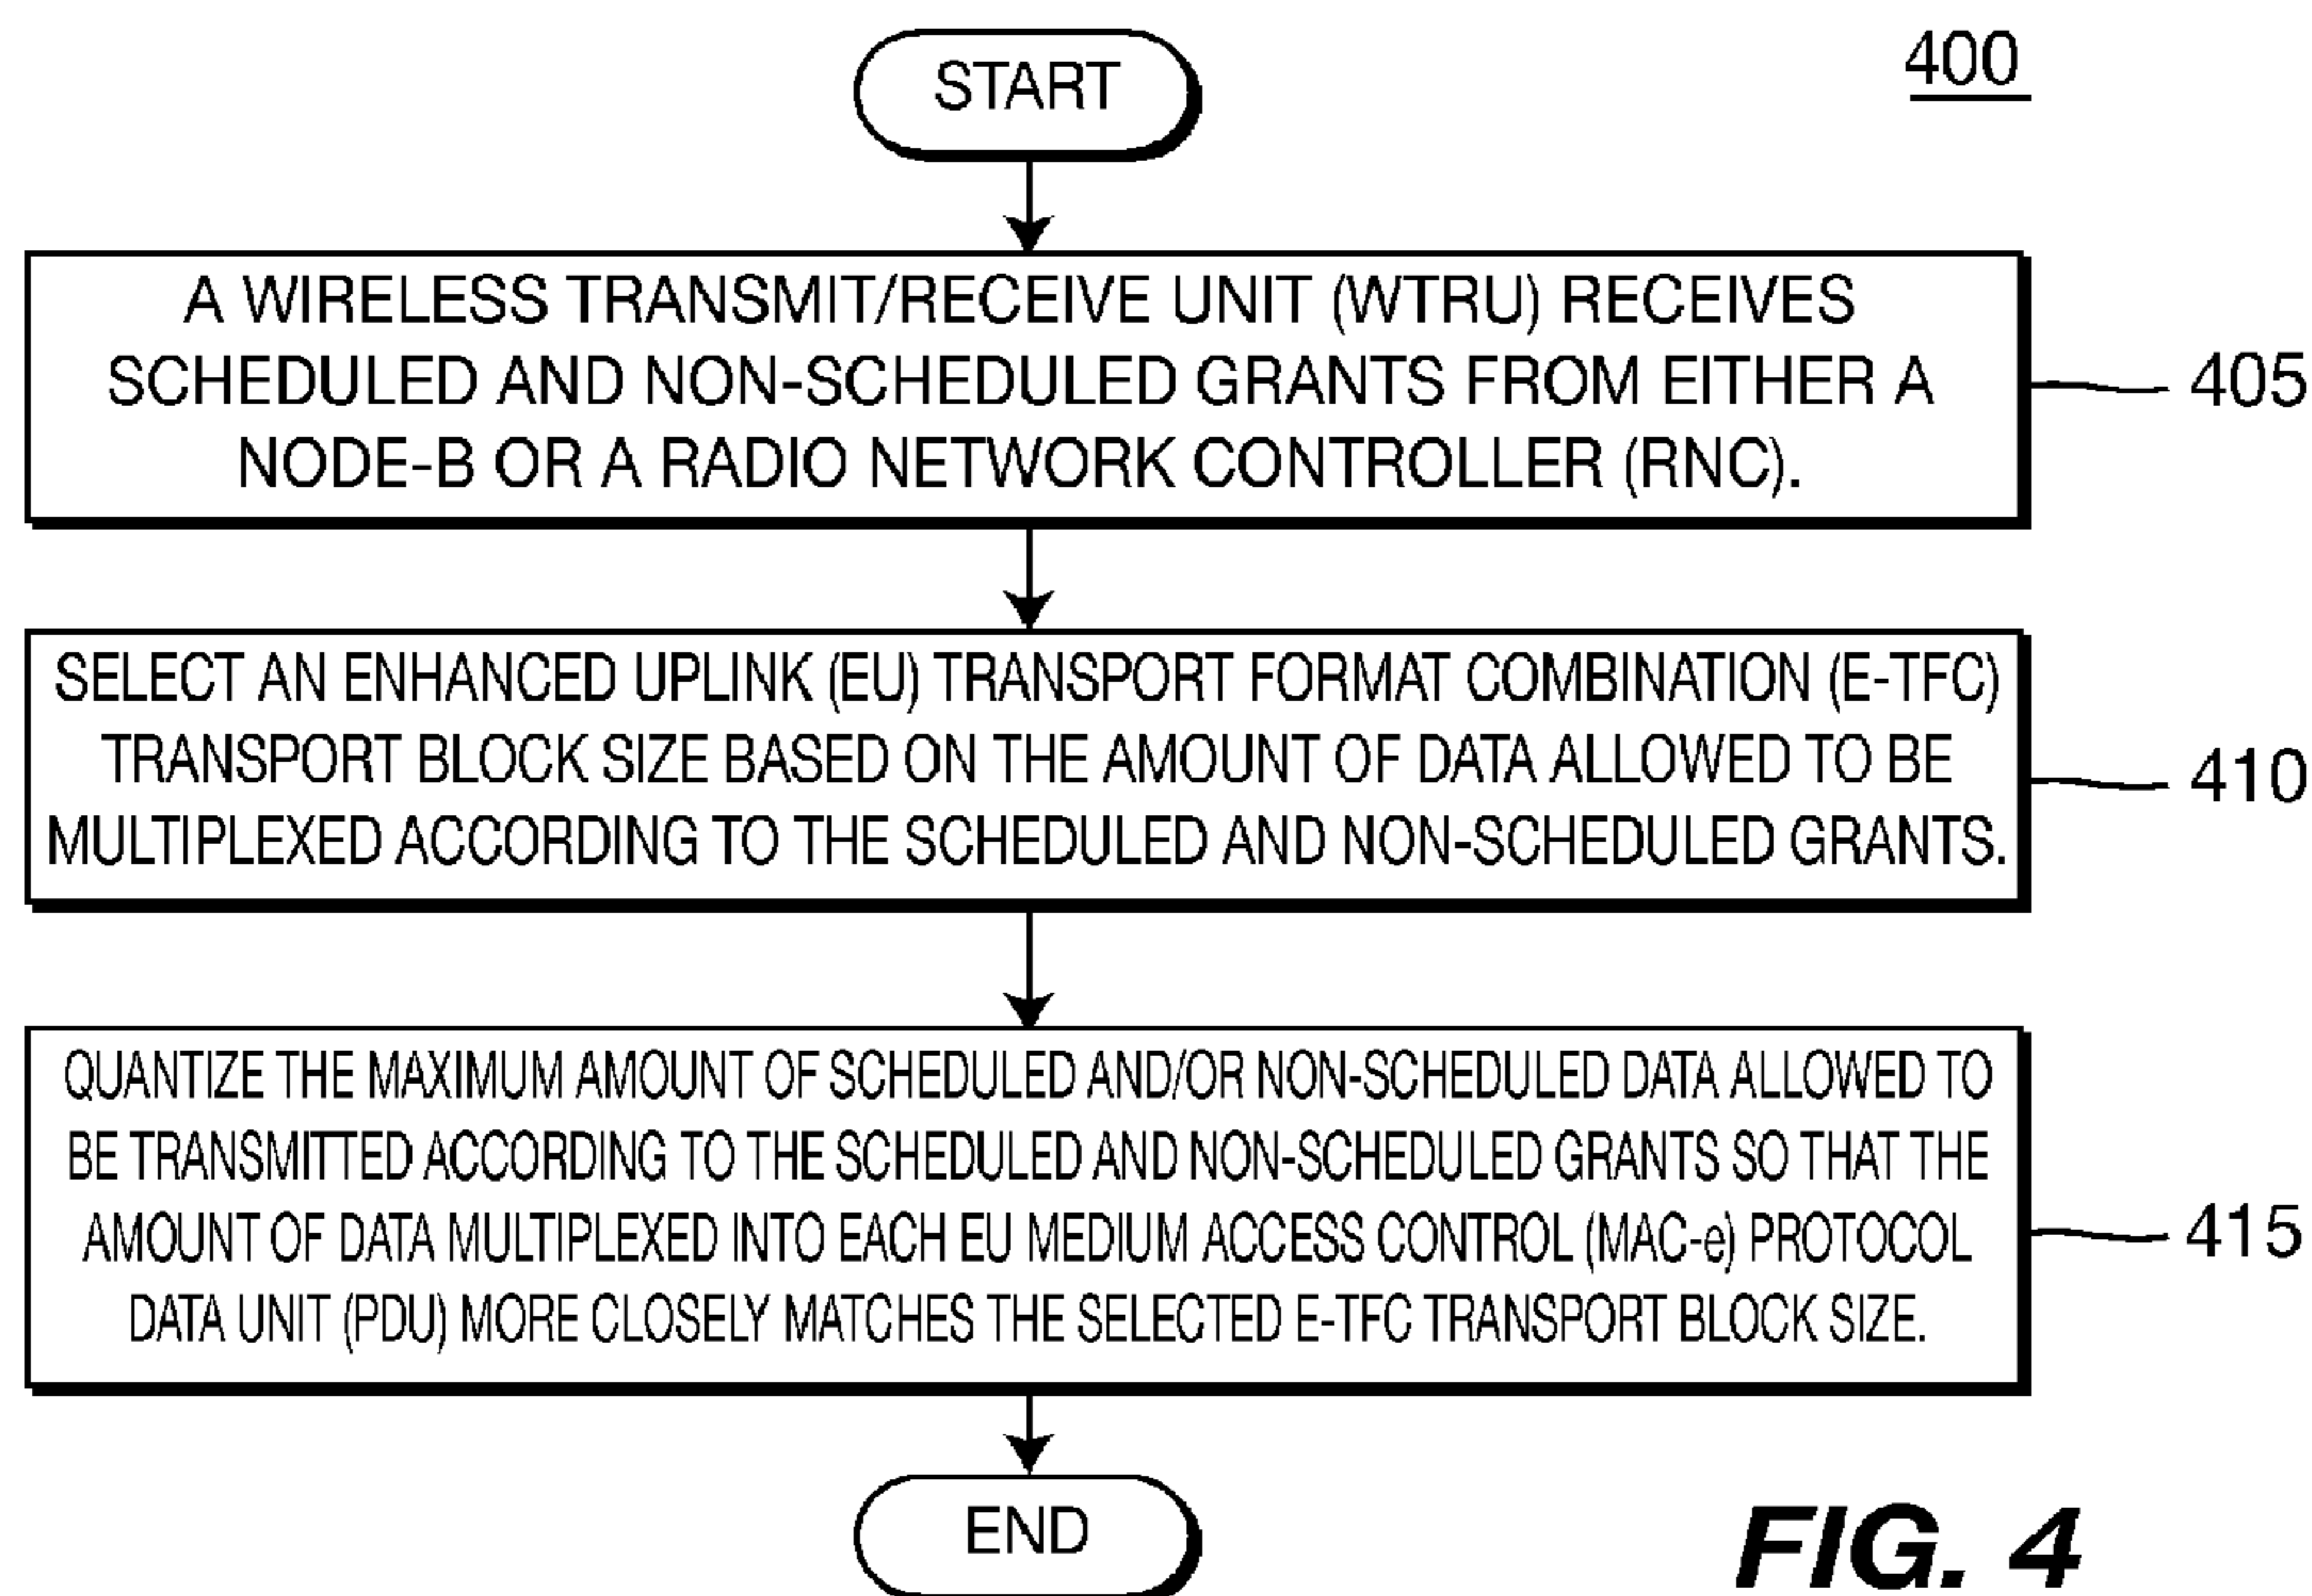 START
400
A WIRELESS TRANSMIT/RECEIVE UNIT (WTRU) RECEIVES
SCHEDULED AND NON-SCHEDULED GRANTS FROM EITHER A
NODE-B OR A RADIO NETWORK CONTROLLER (RNC).
405
SELECT AN ENHANCED UPLINK (EU) TRANSPORT FORMAT COMBINATION (E-TFC)
TRANSPORT BLOCK SIZE BASED ON THE AMOUNT OF DATA ALLOWED TO BE
MULTIPLEXED ACCORDING TO THE SCHEDULED AND NON-SCHEDULED GRANTS.
410
QUANTIZE THE MAXIMUM AMOUNT OF SCHEDULED AND/OR NON-SCHEDULED DATA ALLOWED TO
BE TRANSMITTED ACCORDING TO THE SCHEDULED AND NON-SCHEDULED GRANTS SO THAT THE
AMOUNT OF DATA MULTIPLEXED INTO EACH EU MEDIUM ACCESS CONTROL (MAC-e) PROTOCOL
DATA UNIT (PDU) MORE CLOSELY MATCHES THE SELECTED E-TFC TRANSPORT BLOCK SIZE.
415
END
FIG. 4